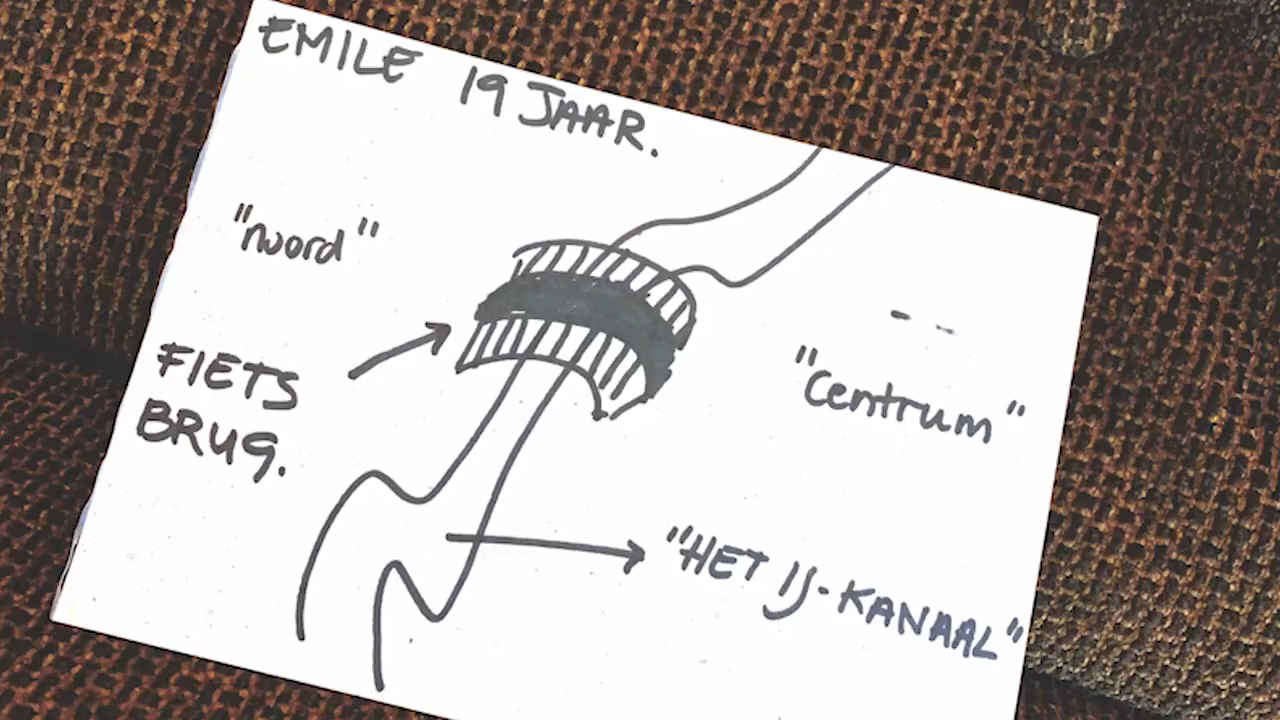 EMILE 19 JAAR.
"noord"
FIETS
BRUG.
"Centrum"
"HET IJ-KANAAL"